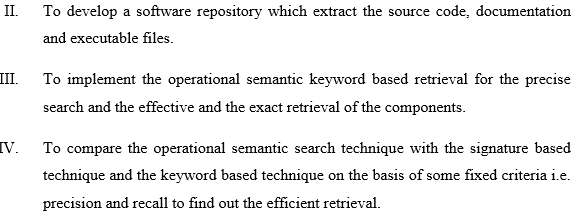 II. To develop a software repository which extract the source code, documentation
and executable files.
III. To implement the operational semantic keyword based retrieval for the precise
search and the effective and the exact retrieval of the components.
IV. To compare the operational semantic search technique with the signature based
technique and the keyword based technique on the basis of some fixed criteria i.e.
precision and recall to find out the efficient retrieval.